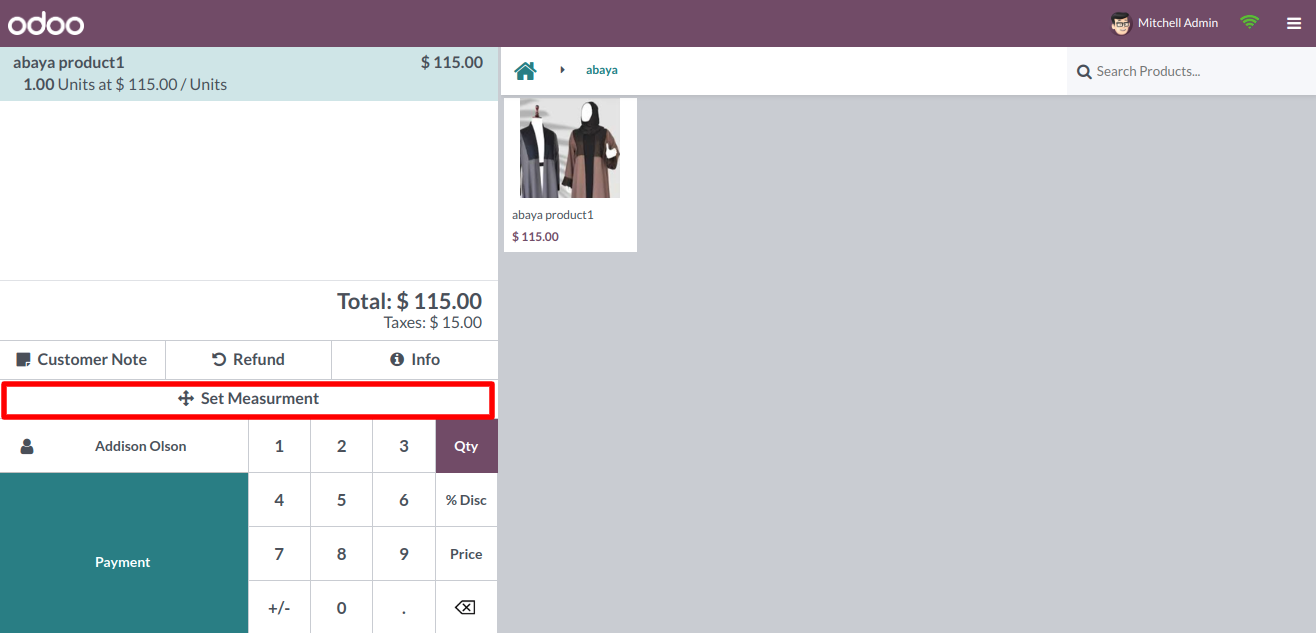 odoo
Mitchell Admin
abaya product1 $ 115.00
1.00 Units at $ 115.00 / Units
abaya
Search Products...
abaya product1
$ 115.00
Total: $ 115.00
Taxes: $ 15.00
Customer Note Refund Info
Set Measurment
Addison Olson 1 2 3 Qty
4 5 6 % Disc
Payment
7 8 9 Price
+/- 0 .